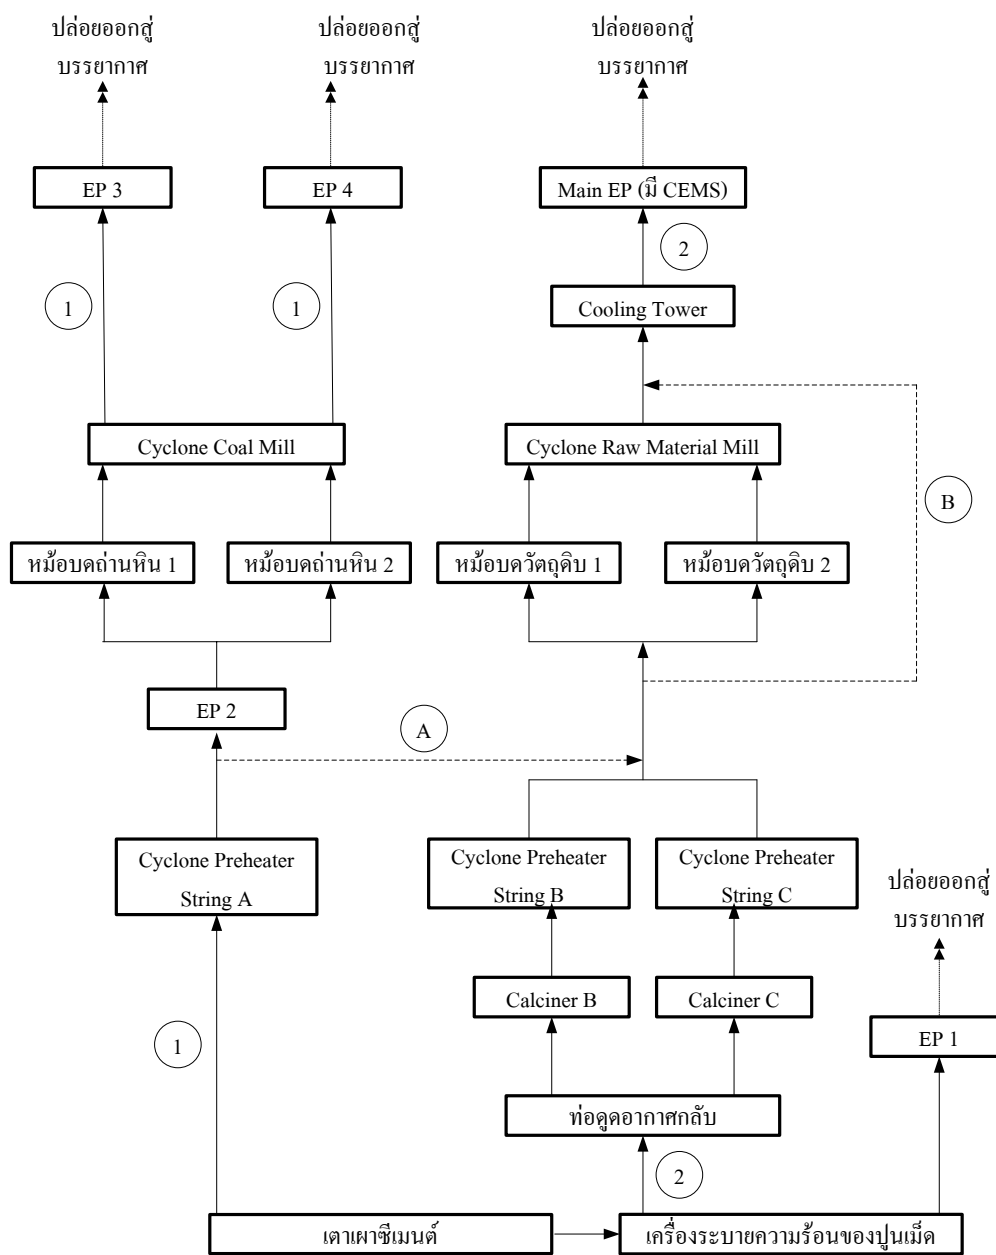 ปล่อยออกสู่
บรรยากาศ
ปล่อยออกสู่
บรรยากาศ
ปล่อยออกสู่
บรรยากาศ
EP 3
EP 4
Main EP (มี CEMS)
2
1
1
Cooling Tower
Cyclone Coal Mill
Cyclone Raw Material Mill
B
หม้อบดถ่านหิน 1
หม้อบดถ่านหิน 2
หม้อบดวัตถุดิบ 1
หม้อบดวัตถุดิบ 2
EP 2
A
Cyclone Preheater
String A
Cyclone Preheater
String B
Cyclone Preheater
String C
ปล่อยออกสู่
บรรยากาศ
Calciner B
Calciner C
1
EP 1
ท่อดูดอากาศกลับ
2
เตาเผาซีเมนต์
เครื่องระบายความร้อนของปูนเม็ด